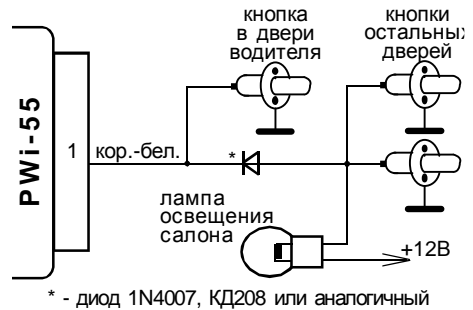 кнопка
в двери
водителя
кнопки
остальных
дверей
PWi-55
1
кор.-бел.
*
лампа
освещения
салона
+12В
* - диод 1N4007, КД208 или аналогичный